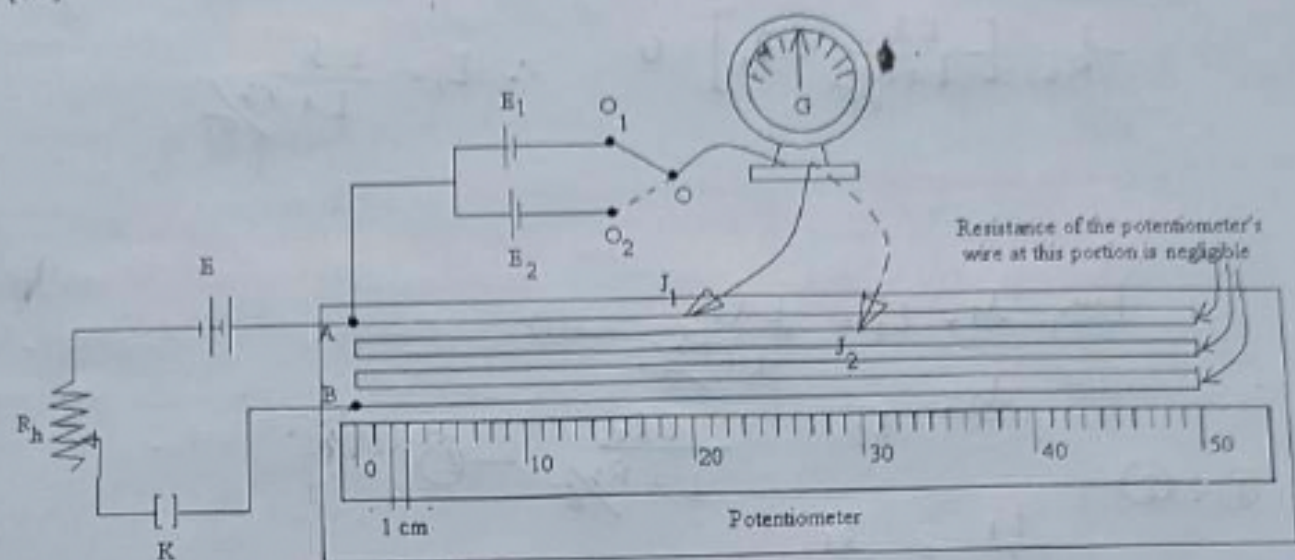 G
E₁
O₁
O
E₂
O₂
Resistance of the potentiometer's
wire at this portion is negligible
E
J₁
A
J₂
B
Rₕ
0 10 20 30 40 50
1 cm
Potentiometer
K